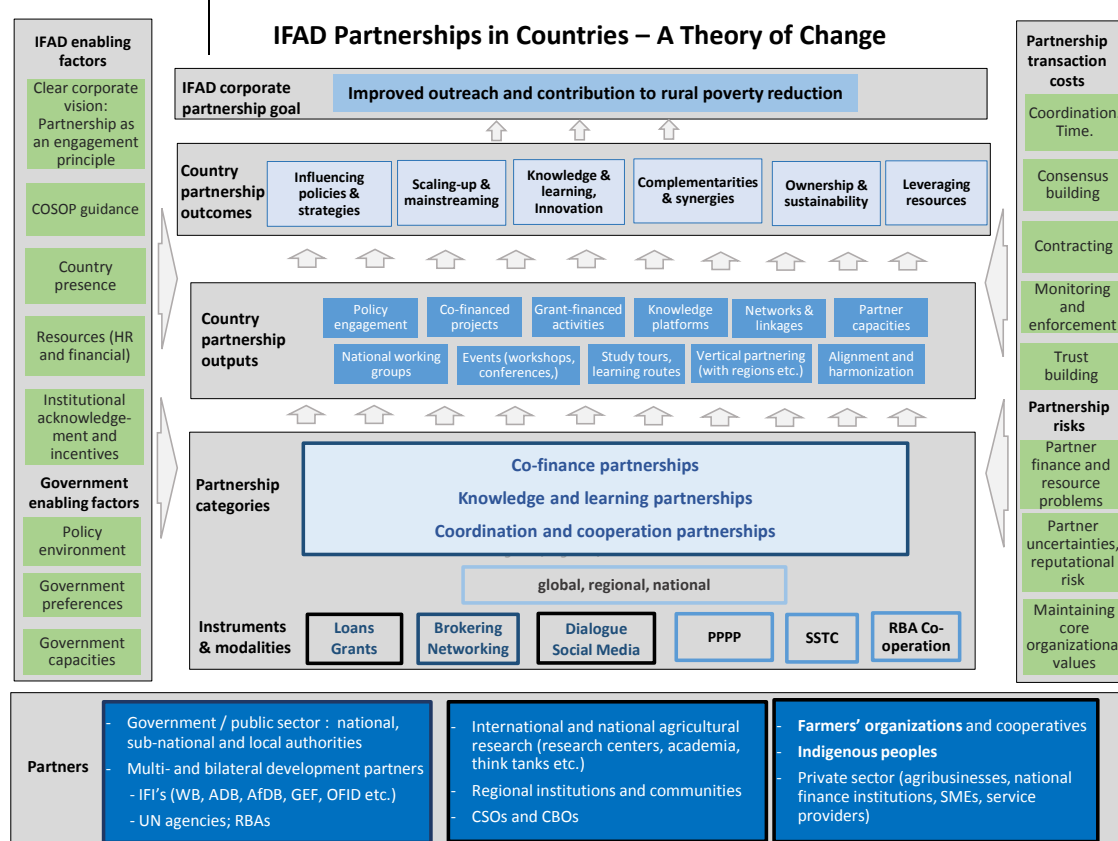 IFAD Partnerships in Countries – A Theory of Change
IFAD enabling
factors
Clear corporate
vision:
Partnership as
an engagement
principle
COSOP guidance
Country
presence
Resources (HR
and financial)
Institutional
acknowledge-
ment and
incentives
Government
enabling factors
Policy
environment
Government
preferences
Government
capacities
IFAD corporate
partnership goal
Improved outreach and contribution to rural poverty reduction
Country
partnership
outcomes
Influencing
policies &
strategies
Scaling-up &
mainstreaming
Knowledge &
learning,
Innovation
Complementarities
& synergies
Ownership &
sustainability
Leveraging
resources
Country
partnership
outputs
Policy
engagement
Co-financed
projects
Grant-financed
activities
Knowledge
platforms
Networks &
linkages
Partner
capacities
National working
groups
Events (workshops,
conferences,)
Study tours,
learning routes
Vertical partnering
(with regions etc.)
Alignment and
harmonization
Partnership
categories
Co-finance partnerships
Knowledge and learning partnerships
Coordination and cooperation partnerships
global, regional, national
Instruments
& modalities
Loans
Grants
Brokering
Networking
Dialogue
Social Media
PPPP
SSTC
RBA Co-
operation
Partnership
transaction
costs
Coordination
Time.
Consensus
building
Contracting
Monitoring
and
enforcement
Trust
building
Partnership
risks
Partner
finance and
resource
problems
Partner
uncertainties,
reputational
risk
Maintaining
core
organizational
values
Partners
- Government / public sector : national,
sub-national and local authorities
- Multi- and bilateral development partners
- IFI's (WB, ADB, AfDB, GEF, OFID etc.)
- UN agencies; RBAs
- International and national agricultural
research (research centers, academia,
think tanks etc.)
- Regional institutions and communities
- CSOs and CBOs
- Farmers' organizations and cooperatives
- Indigenous peoples
- Private sector (agribusinesses, national
finance institutions, SMEs, service
providers)